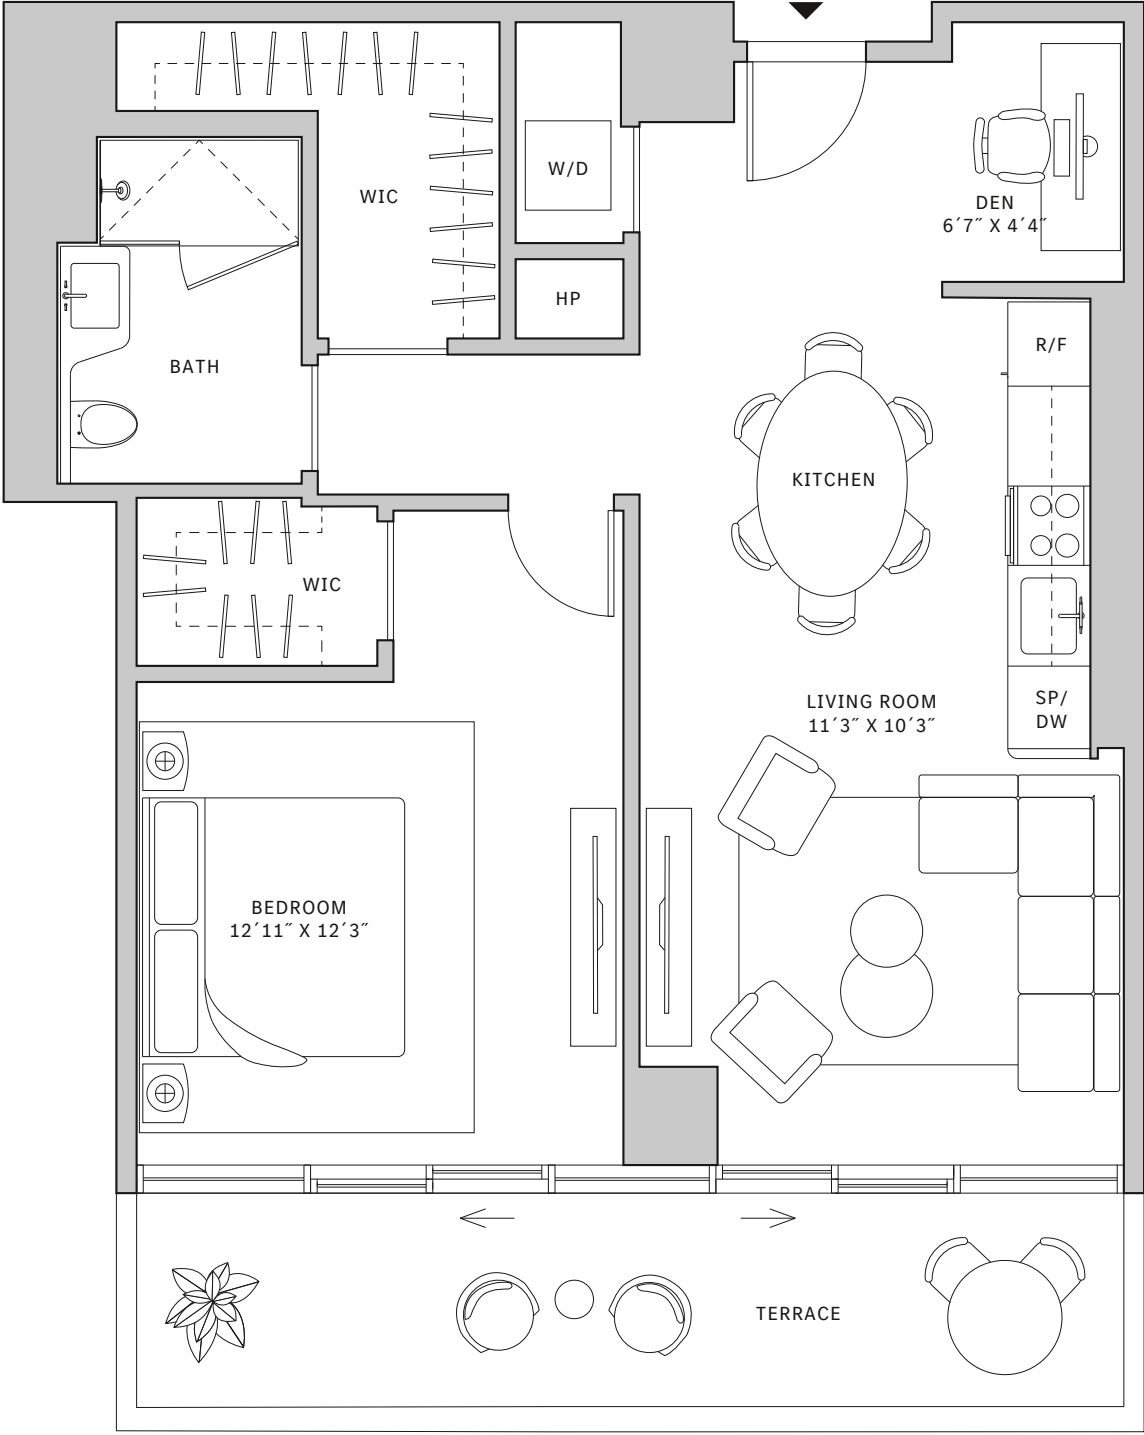 W/D
WIC
DEN
6´7˝ X 4´4˝
HP
R/F
BATH
KITCHEN
WIC
LIVING ROOM
11´3˝ X 10´3˝
SP/
DW
BEDROOM
12´11˝ X 12´3˝
TERRACE